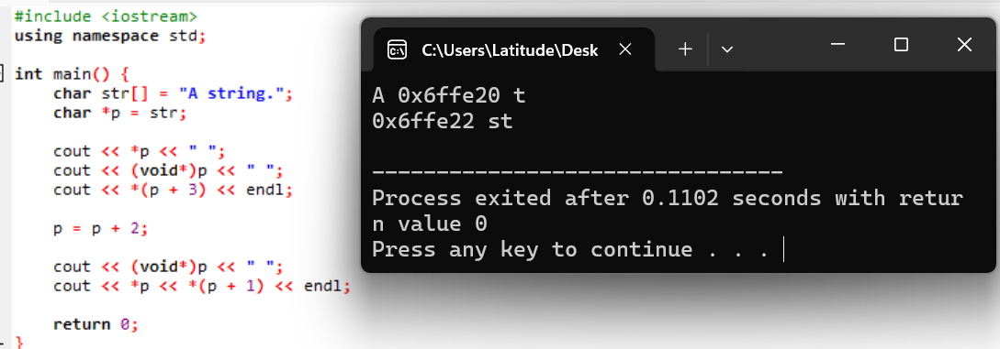 #include <iostream>
using namespace std;
int main() {
char str[] = "A string.";
char *p = str;
cout << *p << " ";
cout << (void*)p << " ";
cout << *(p + 3) << endl;
p = p + 2;
cout << (void*)p << " ";
cout << *p << *(p + 1) << endl;
return 0;
}
C:\Users\Latitude\Desk
A 0x6ffe20 t
0x6ffe22 st
--------------------------------
Process exited after 0.1102 seconds with retur
n value 0
Press any key to continue . . .